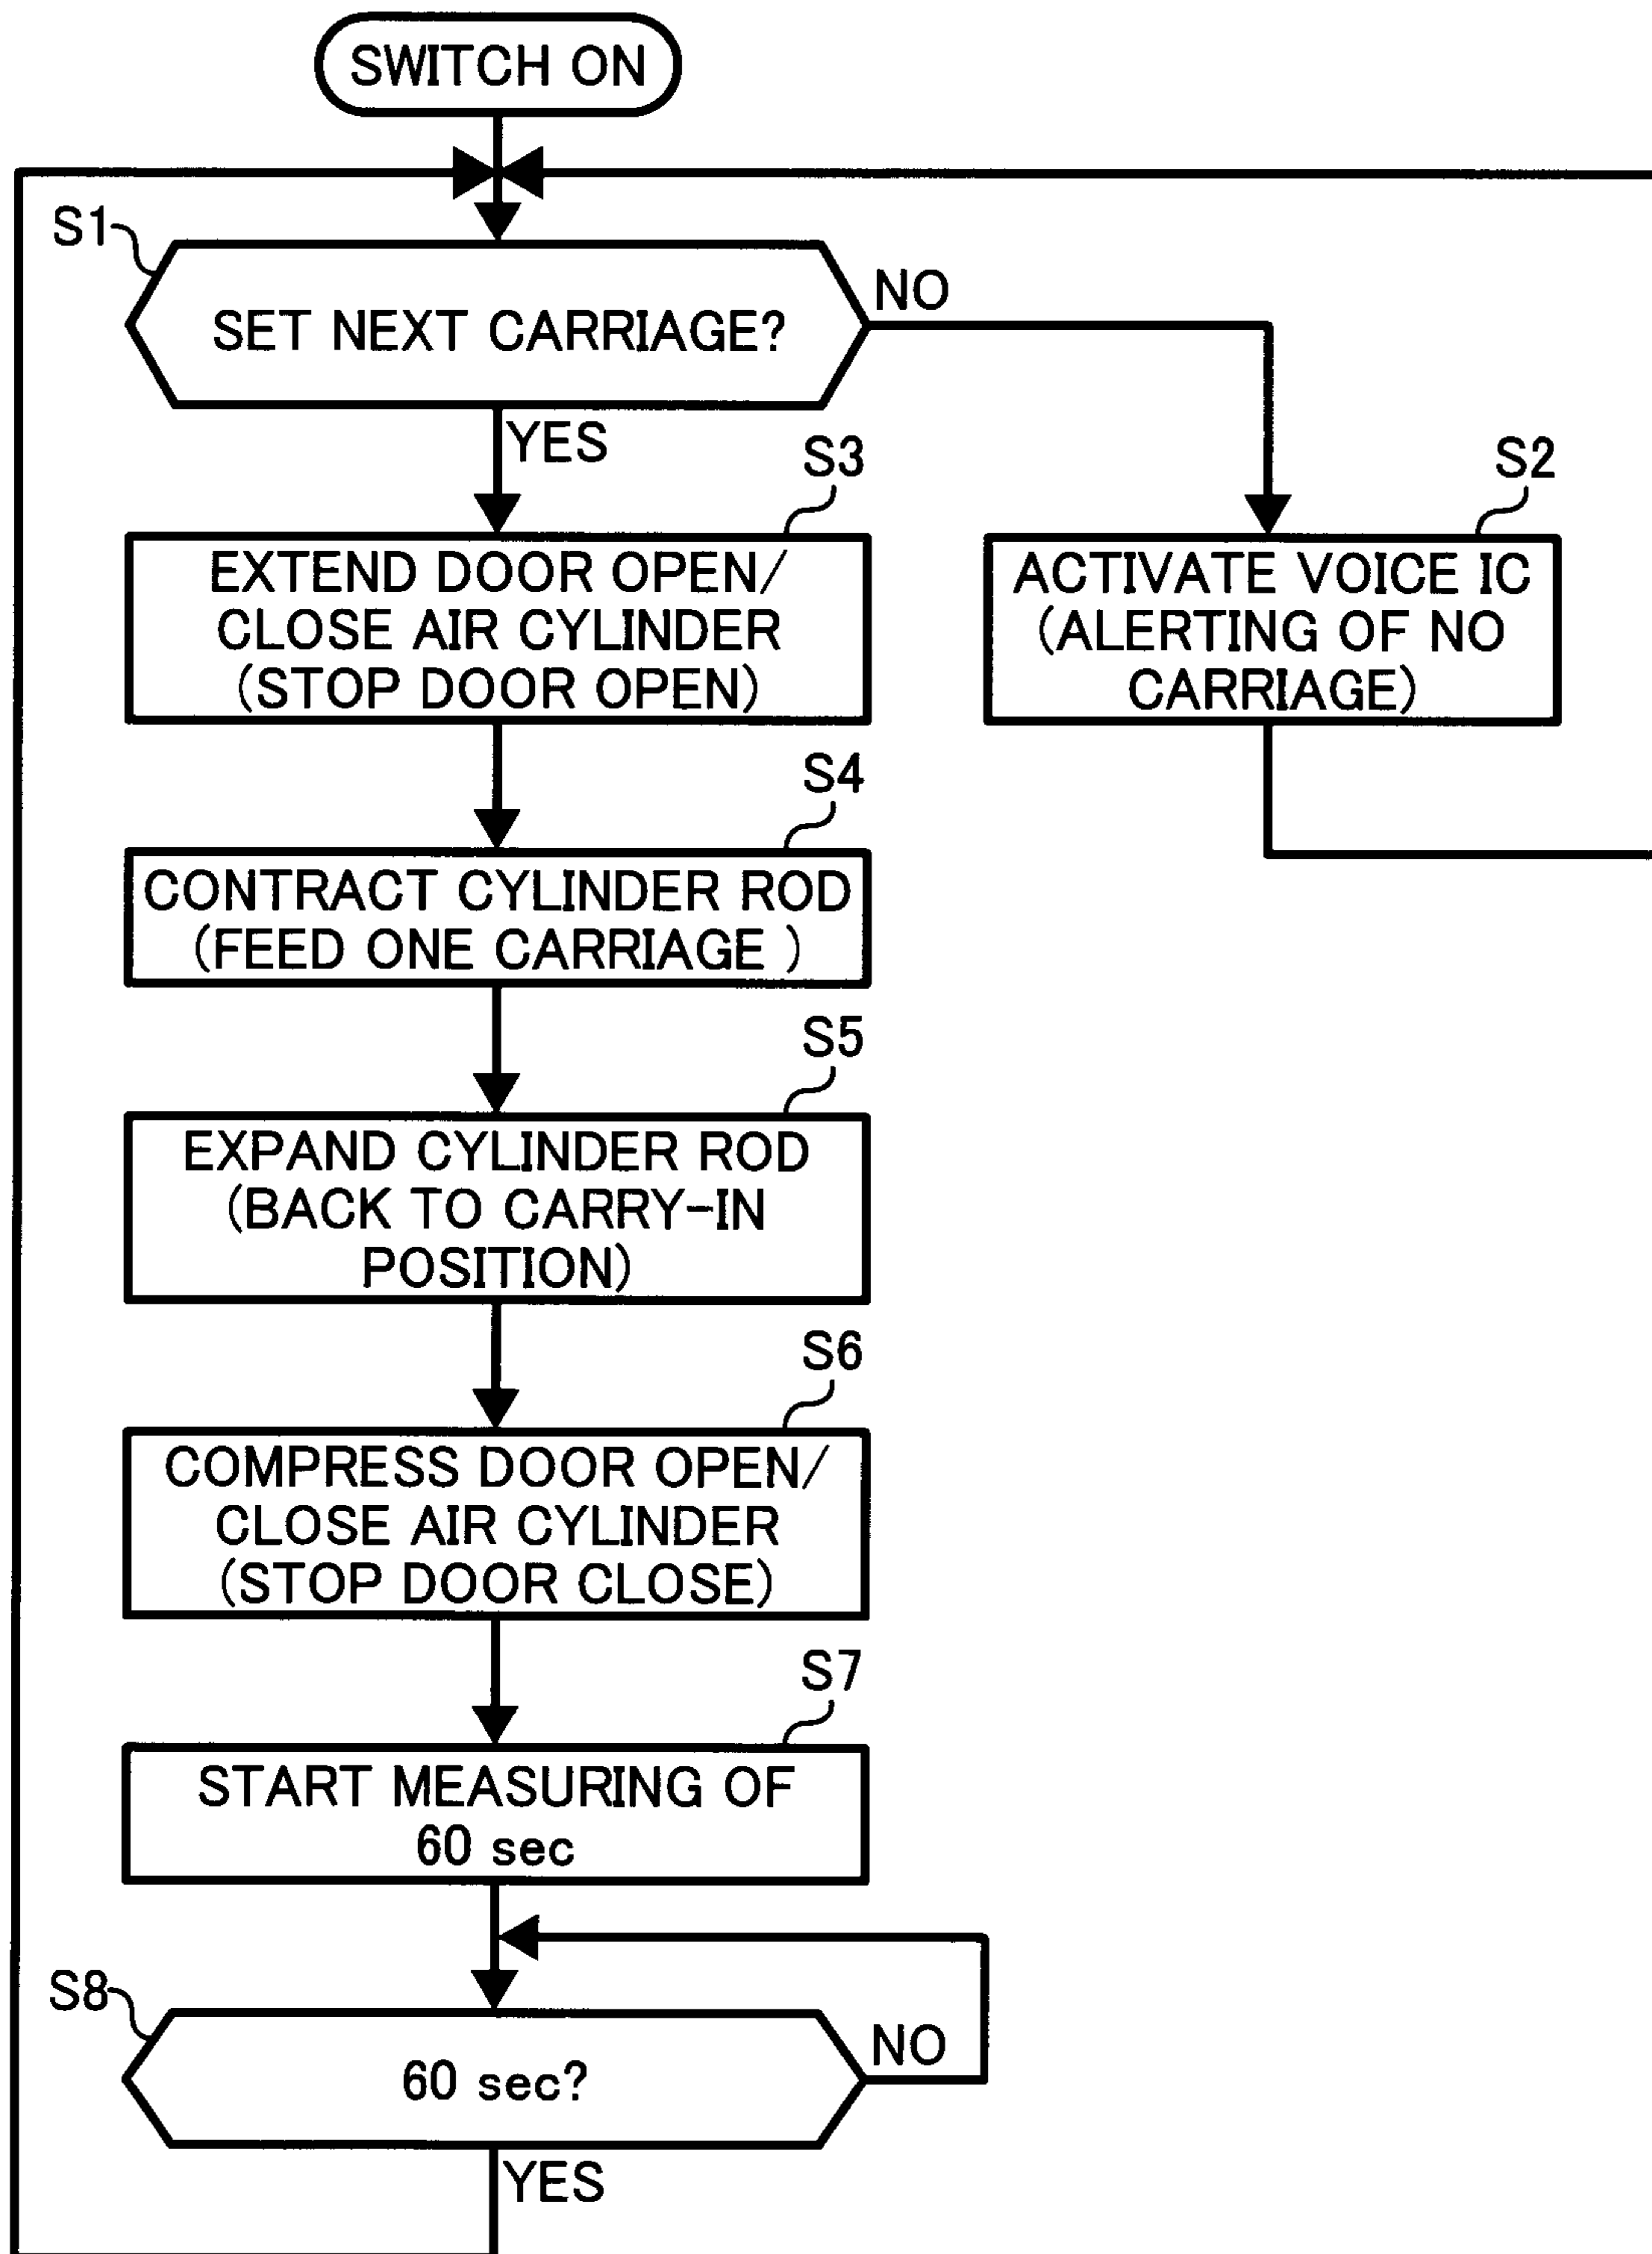 SWITCH ON
S1
SET NEXT CARRIAGE?
NO
YES
S3
EXTEND DOOR OPEN/
CLOSE AIR CYLINDER
(STOP DOOR OPEN)
S2
ACTIVATE VOICE IC
(ALERTING OF NO
CARRIAGE)
S4
CONTRACT CYLINDER ROD
(FEED ONE CARRIAGE )
S5
EXPAND CYLINDER ROD
(BACK TO CARRY-IN
POSITION)
S6
COMPRESS DOOR OPEN/
CLOSE AIR CYLINDER
(STOP DOOR CLOSE)
S7
START MEASURING OF
60 sec
S8
60 sec?
NO
YES